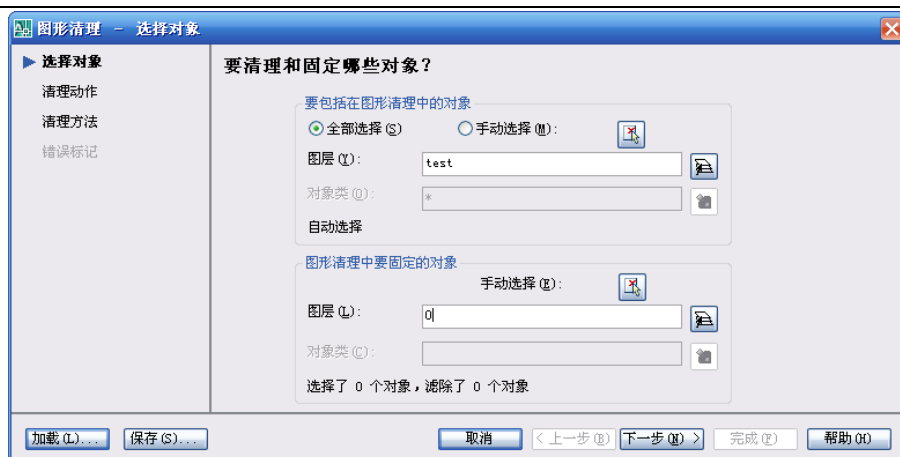 图形清理 - 选择对象
选择对象
清理动作
清理方法
错误标记
要清理和固定哪些对象?
要包括在图形清理中的对象
全部选择(S) 手动选择(M):
图层(Y): test
对象类(O): *
自动选择
图形清理中要固定的对象
手动选择(E):
图层(L): 0
对象类(C):
选择了 0 个对象,滤除了 0 个对象
加载(L)... 保存(S)... 取消 < 上一步(B) 下一步(N) > 完成(F) 帮助(H)